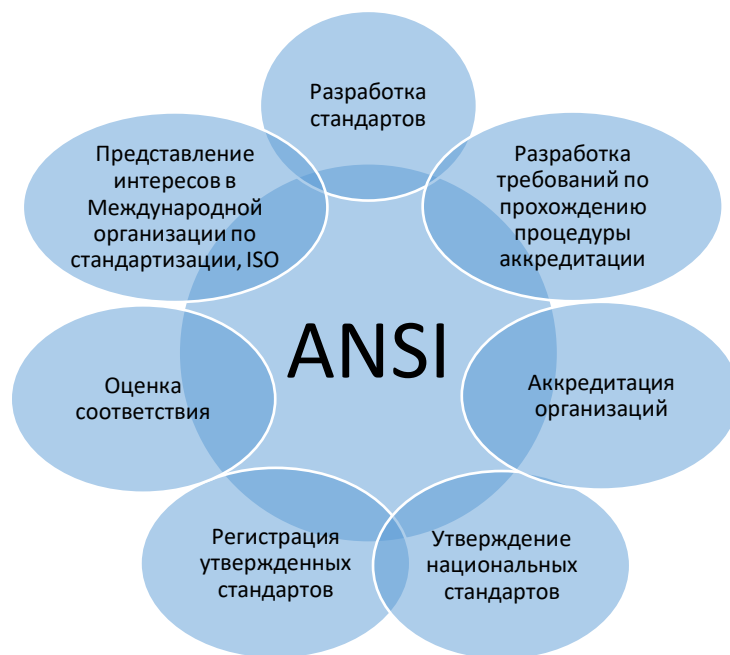 Разработка
стандартов
Разработка
требований по
прохождению
процедуры
аккредитации
Аккредитация
организаций
Утверждение
национальных
стандартов
Регистрация
утвержденных
стандартов
Оценка
соответствия
Представление
интересов в
Международной
организации по
стандартизации, ISO
ANSI